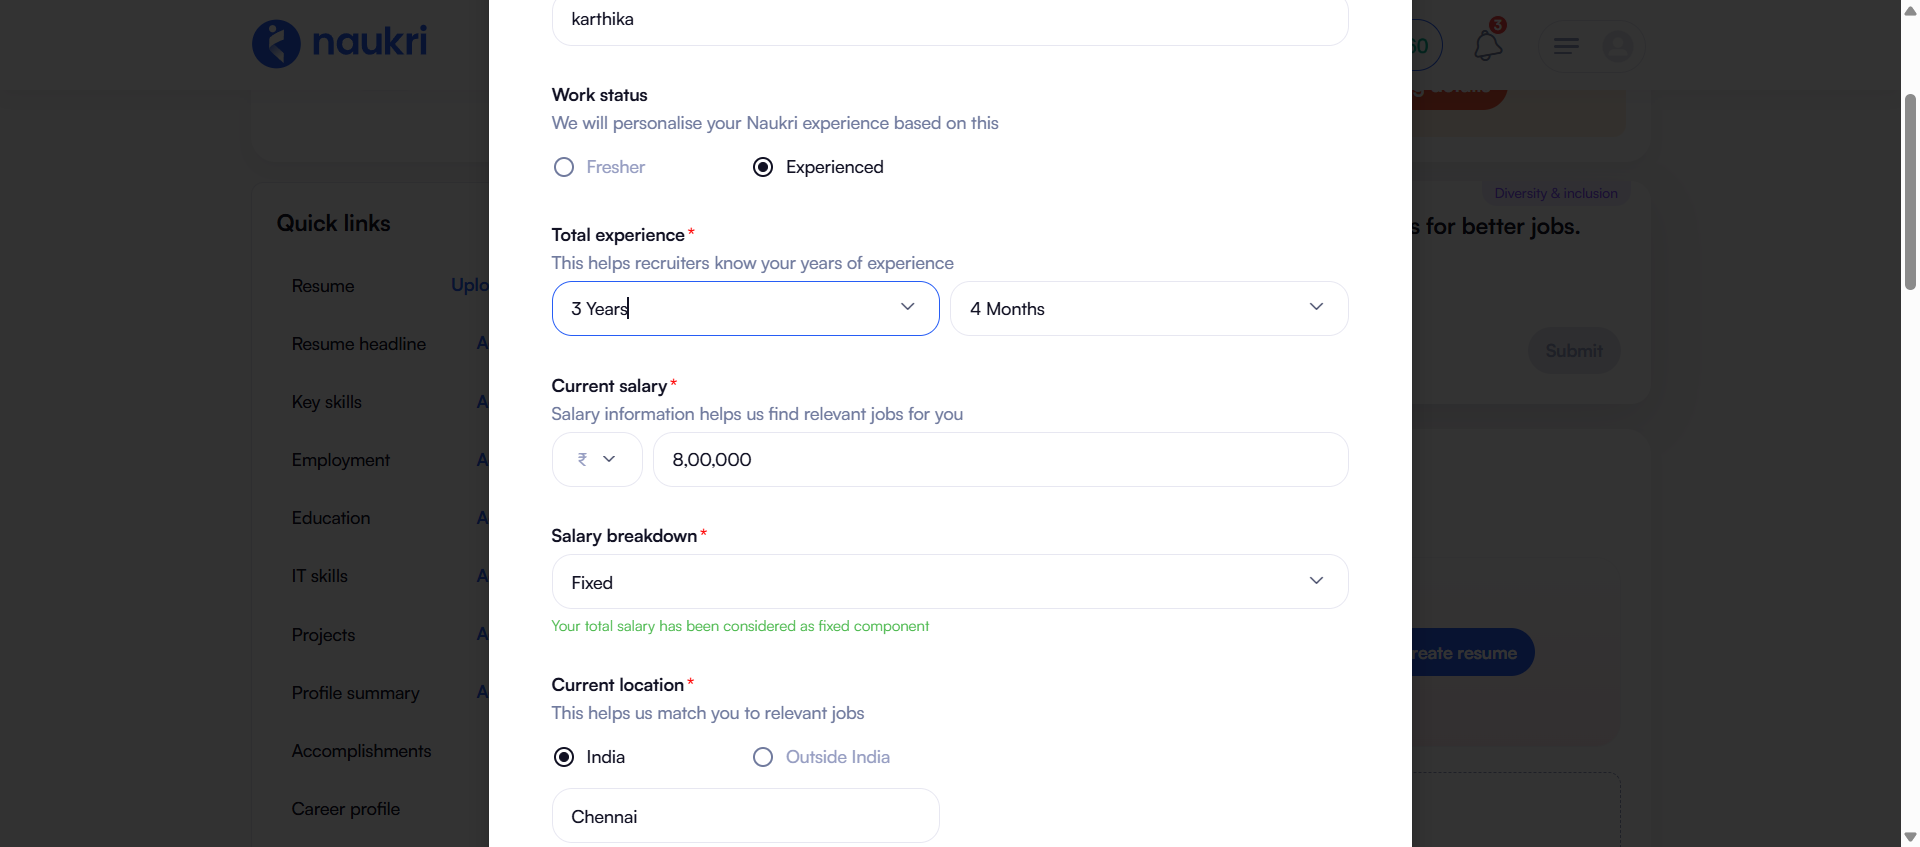 karthika
naukri
60
3
Work status
We will personalise your Naukri experience based on this
Fresher
Experienced
Diversity & inclusion
s for better jobs.
Quick links
Total experience*
This helps recruiters know your years of experience
Resume
Uplo
3 Years
4 Months
Resume headline
A
Submit
Current salary*
Salary information helps us find relevant jobs for you
Key skills
A
Employment
A
₹
8,00,000
Education
A
Salary breakdown*
Fixed
IT skills
A
Your total salary has been considered as fixed component
Projects
A
reate resume
Current location*
This helps us match you to relevant jobs
Profile summary
A
Accomplishments
India
Outside India
Career profile
Chennai